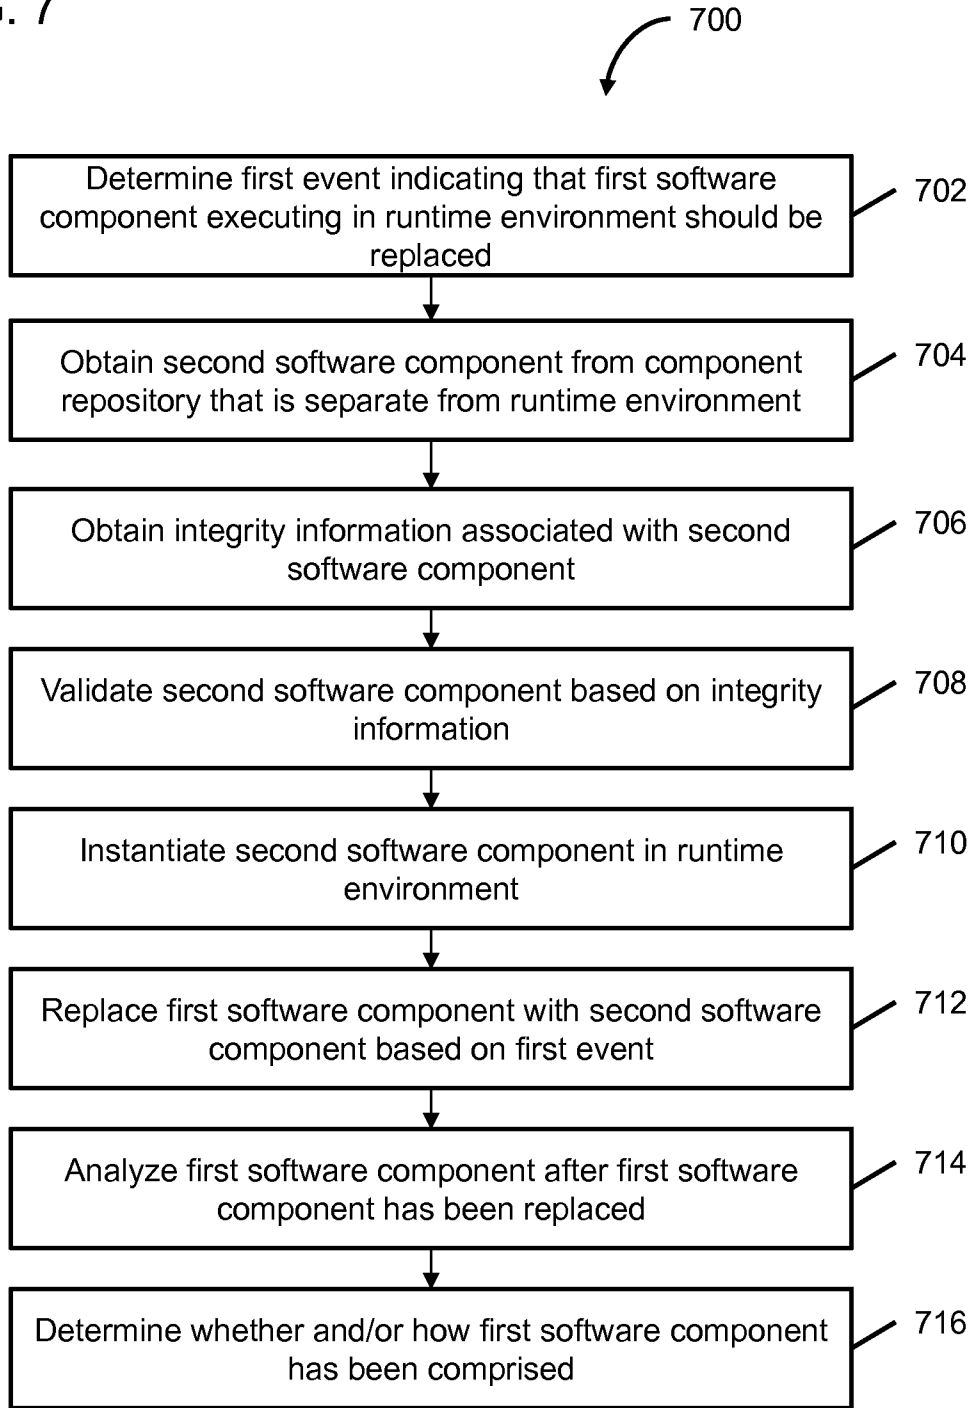 . 7
700
Determine first event indicating that first software
component executing in runtime environment should be
replaced
702
Obtain second software component from component
repository that is separate from runtime environment
704
Obtain integrity information associated with second
software component
706
Validate second software component based on integrity
information
708
Instantiate second software component in runtime
environment
710
Replace first software component with second software
component based on first event
712
Analyze first software component after first software
component has been replaced
714
Determine whether and/or how first software component
has been comprised
716